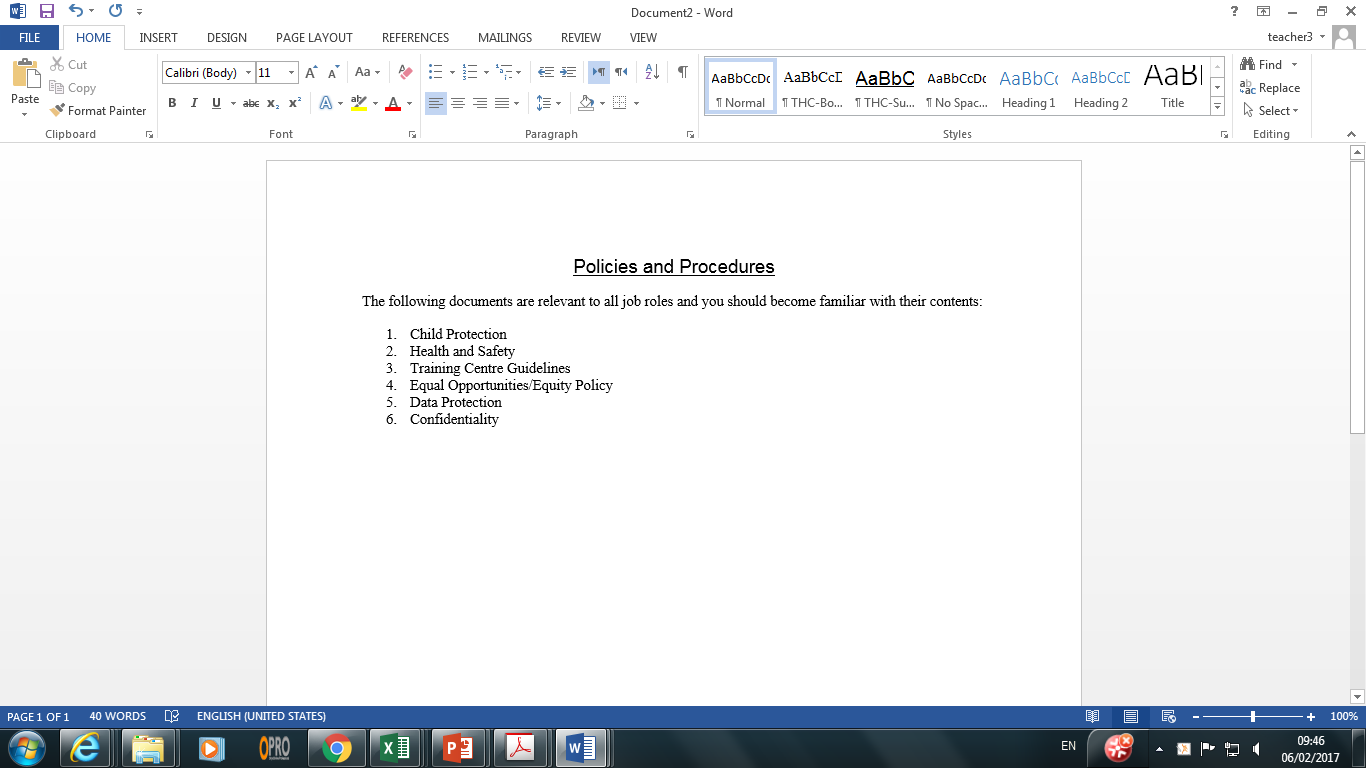 Document2 - Word
teacher3
FILE HOME INSERT DESIGN PAGE LAYOUT REFERENCES MAILINGS REVIEW VIEW
Paste
Cut
Copy
Format Painter
Clipboard
Calibri (Body) 11
Font
Paragraph
AaBbCcDc AaBbCcD AaBbC AaBbCcDc AaBbCc AaBbCcD AaB
¶ Normal ¶ THC-Bo... ¶ THC-Su... ¶ No Spac... Heading 1 Heading 2 Title
Styles
Find
Replace
Select
Editing
Policies and Procedures
The following documents are relevant to all job roles and you should become familiar with their contents:
1. Child Protection
2. Health and Safety
3. Training Centre Guidelines
4. Equal Opportunities/Equity Policy
5. Data Protection
6. Confidentiality
PAGE 1 OF 1 40 WORDS ENGLISH (UNITED STATES) 100%
OPRO
EN
09:46
06/02/2017